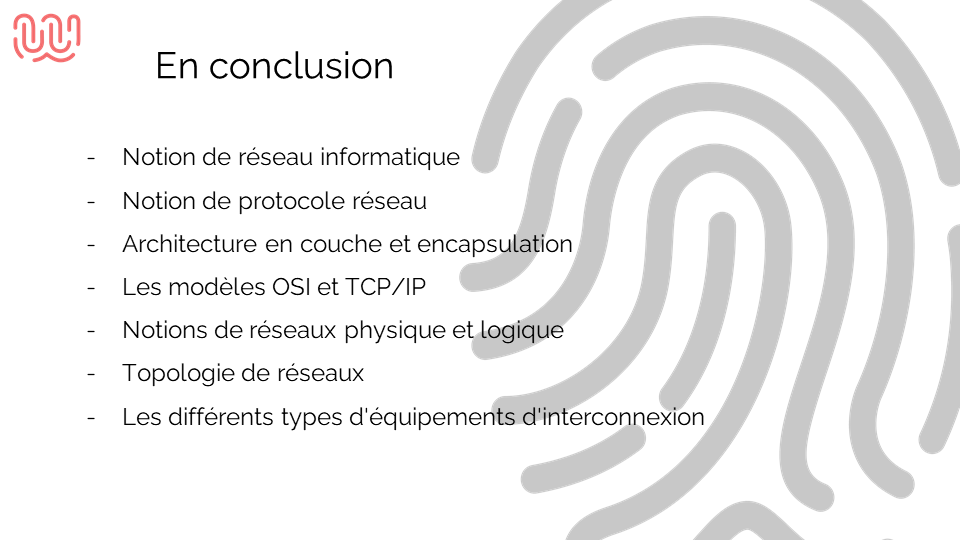 En conclusion
- Notion de réseau informatique
- Notion de protocole réseau
- Architecture en couche et encapsulation
- Les modèles OSI et TCP/IP
- Notions de réseaux physique et logique
- Topologie de réseaux
- Les différents types d'équipements d'interconnexion